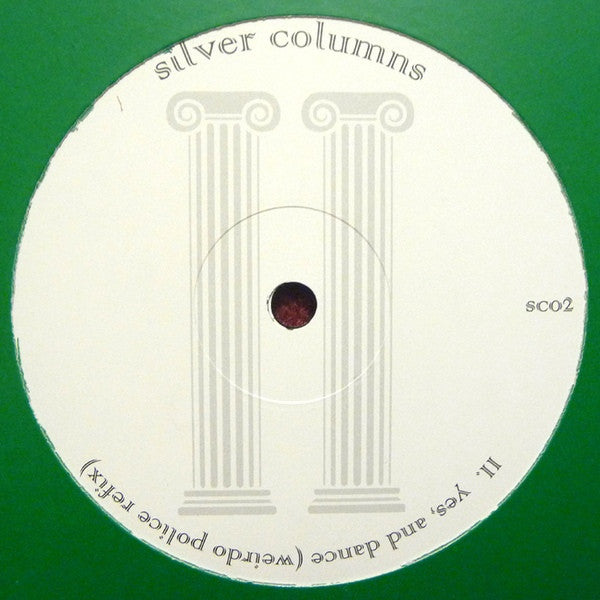 silver columns
sc02
II. yes, and dance (weirdo police refix)